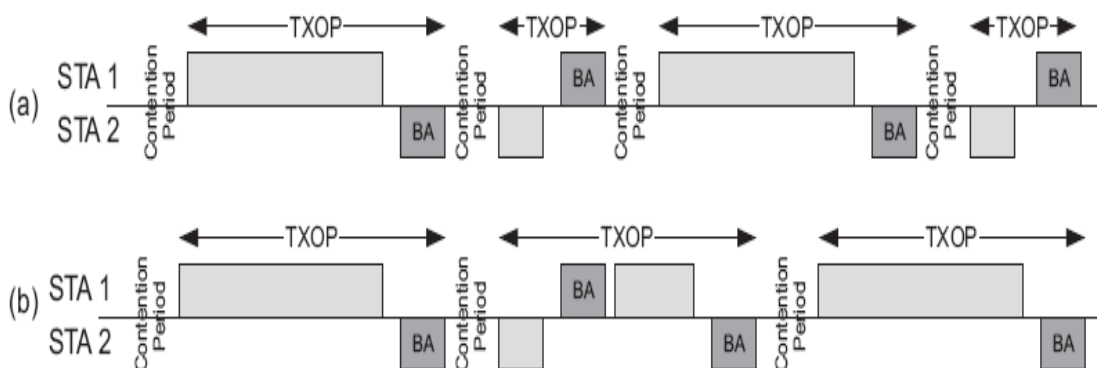 TXOP TXOP TXOP TXOP
(a)
STA 1
STA 2
Contention Period
BA
Contention Period
BA
Contention Period
BA
Contention Period
BA
TXOP TXOP TXOP
(b)
STA 1
STA 2
Contention Period
BA
Contention Period
BA
BA
Contention Period
BA